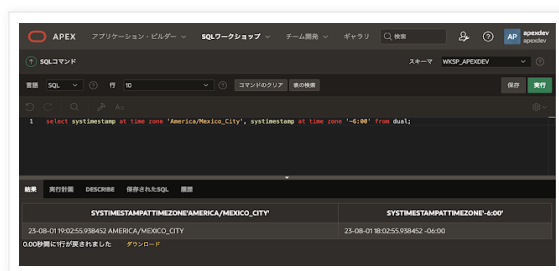 APEX アプリケーション・ビルダー SQLワークショップ チーム開発 ギャラリ 検索 AP apexdev apexdev
SQLコマンド スキーマ WKSP_APEXDEV
言語 SQL 行 10 コマンドのクリア 表の検索 保存 実行
1 select systimestamp at time zone 'America/Mexico_City', systimestamp at time zone '-6:00' from dual;
結果 実行計画 DESCRIBE 保存されたSQL 履歴
SYSTIMESTAMPATTIMEZONE'AMERICA/MEXICO_CITY' SYSTIMESTAMPATTIMEZONE'-6:00'
23-08-01 19:02:55.938452 AMERICA/MEXICO_CITY 23-08-01 18:02:55.938452 -06:00
0.00秒間に1行が戻されました ダウンロード